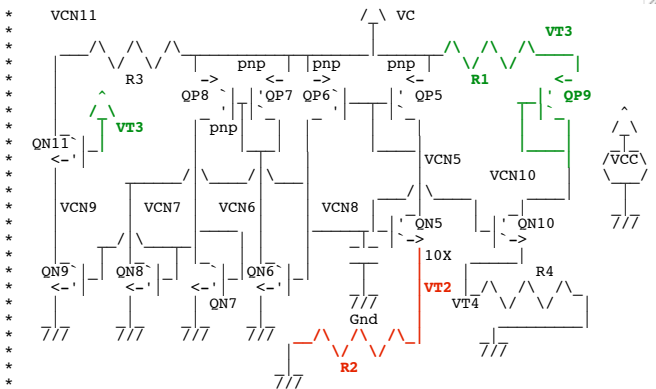 VCN11 /_\ VC VT3
R3 pnp pnp pnp R1
-> <- -> <- <-
QP8 QP7 QP6 QP5 QP9
VT3 pnp
QN11
<-' VCN5 /VCC\
VCN10
VCN9 VCN7 VCN6 VCN8 QN5 QN10
-> -> ///
10X
QN9 QN8 QN6 R4
<-' <-' <-' <-' VT2
QN7 VT4
/// /// /// /// ///
Gnd
///
R2
///